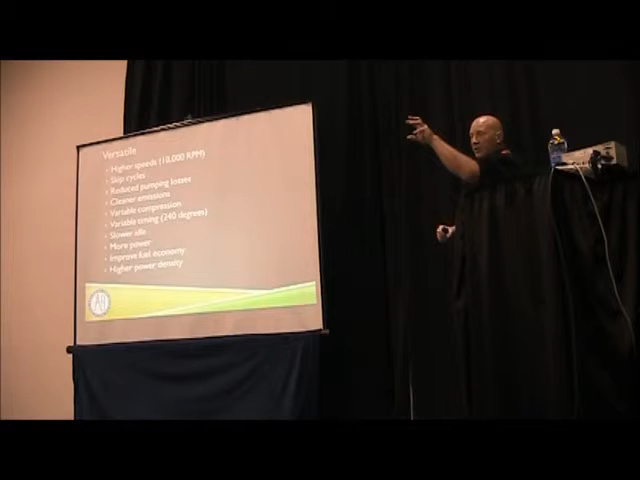 Versatile
Higher speeds (10,000 RPM)
Skip cycles
Reduced pumping losses
Cleaner emissions
Variable compression
Variable timing (240 degrees)
Slower idle
More power
Improve fuel economy
Higher power density